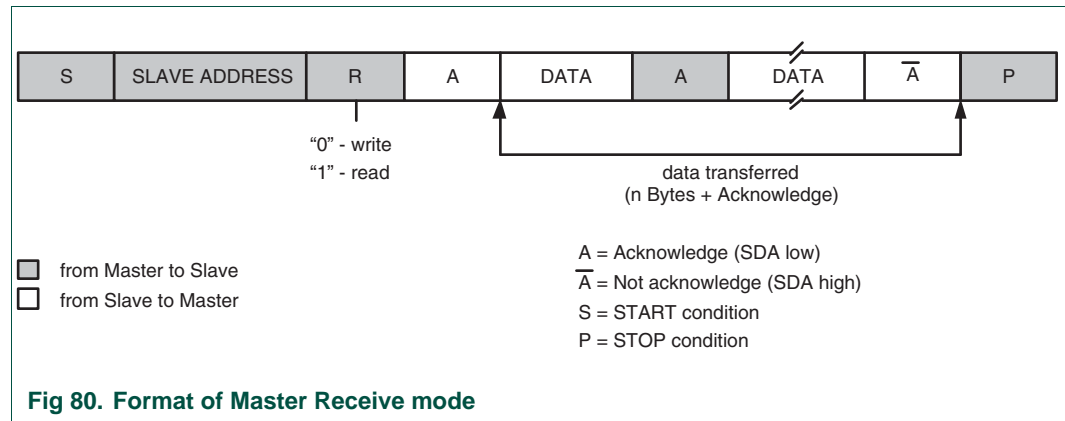 S SLAVE ADDRESS R A DATA A DATA A̅ P
“0” - write
“1” - read
data transferred
(n Bytes + Acknowledge)
from Master to Slave
from Slave to Master
A = Acknowledge (SDA low)
A̅ = Not acknowledge (SDA high)
S = START condition
P = STOP condition
Fig 80. Format of Master Receive mode